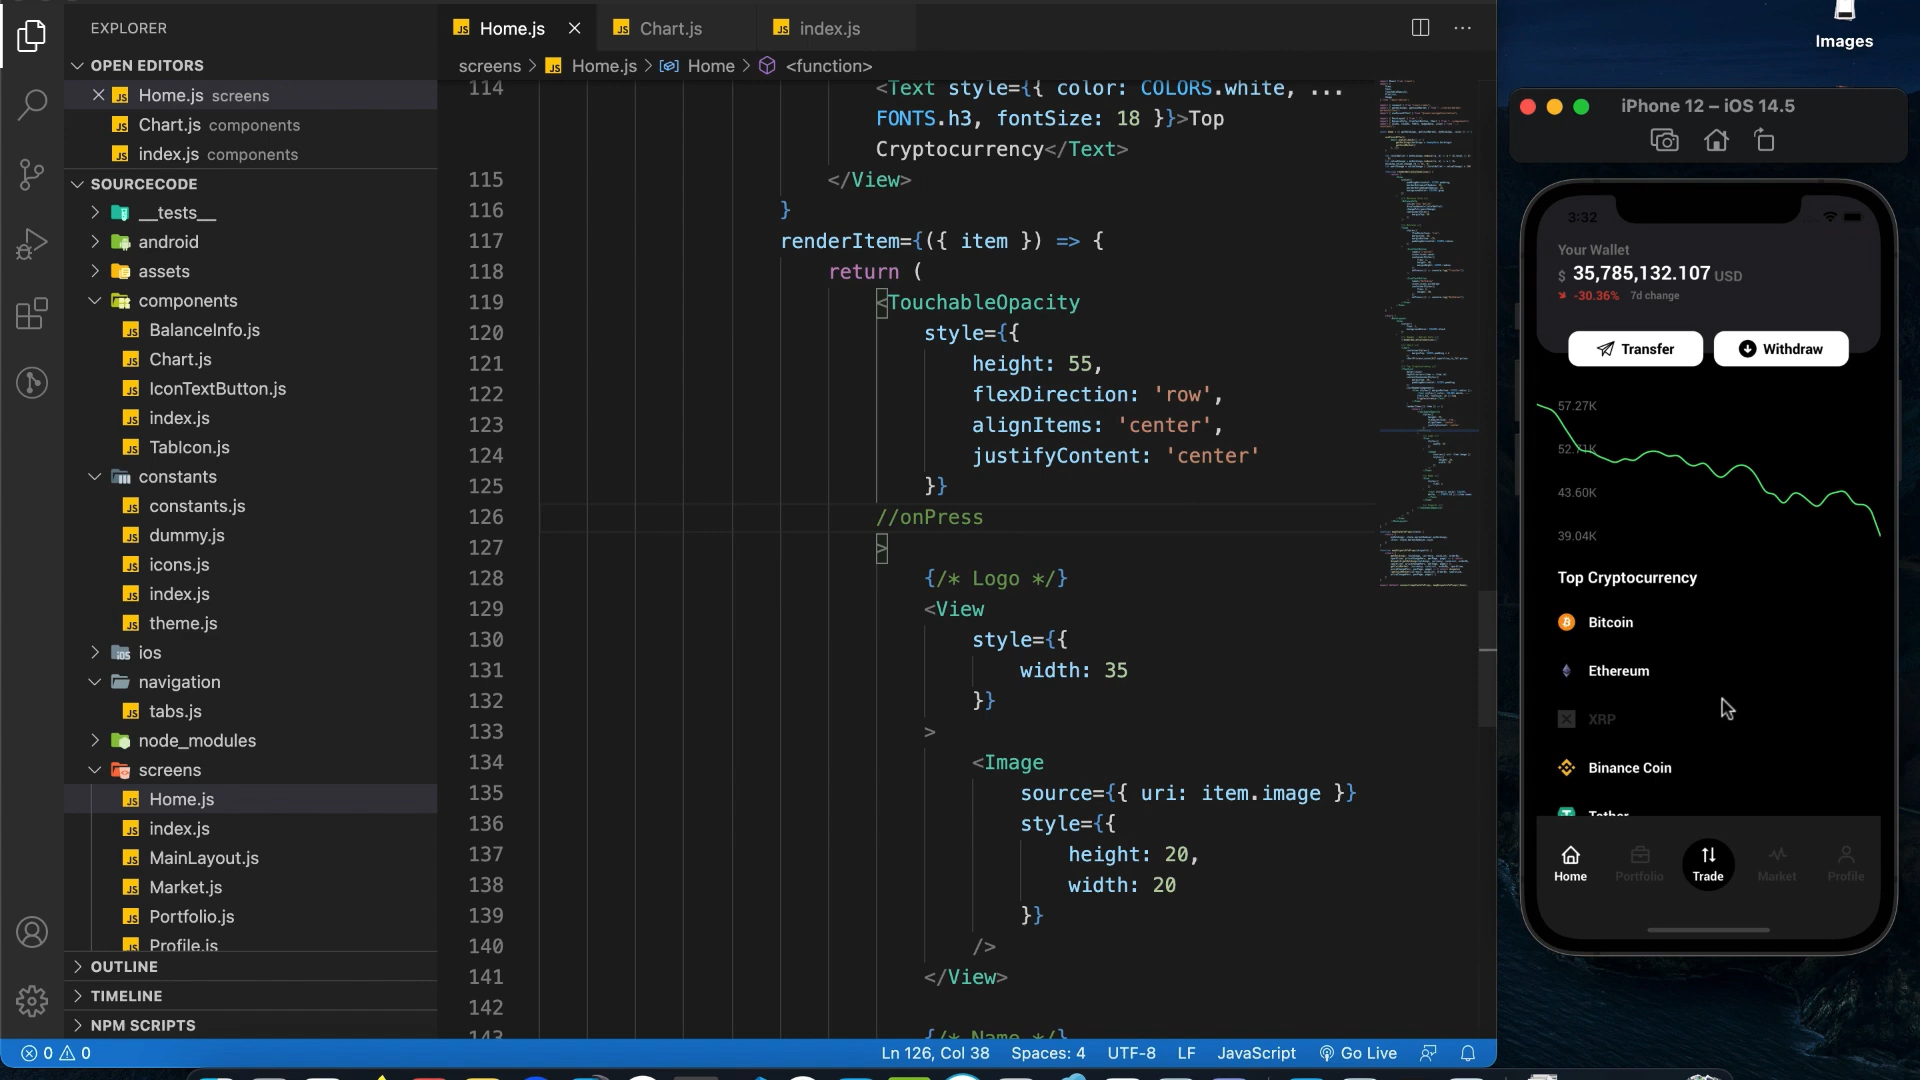 EXPLORER
OPEN EDITORS
Home.js screens
Chart.js components
index.js components
SOURCECODE
__tests__
android
assets
components
BalanceInfo.js
Chart.js
IconTextButton.js
index.js
TabIcon.js
constants
constants.js
dummy.js
icons.js
index.js
theme.js
ios
navigation
tabs.js
node_modules
screens
Home.js
index.js
MainLayout.js
Market.js
Portfolio.js
Profile.js
OUTLINE
TIMELINE
NPM SCRIPTS
Home.js
Chart.js
index.js
screens > Home.js > Home > <function>
114 <Text style={{ color: COLORS.white, ...
FONTS.h3, fontSize: 18 }}>Top
Cryptocurrency</Text>
115 </View>
116 }
117 renderItem={({ item }) => {
118 return (
119 <TouchableOpacity
120 style={{
121 height: 55,
122 flexDirection: 'row',
123 alignItems: 'center',
124 justifyContent: 'center'
125 }}
126 //onPress
127 >
128 {/* Logo */}
129 <View
130 style={{
131 width: 35
132 }}
133 >
134 <Image
135 source={{ uri: item.image }}
136 style={{
137 height: 20,
138 width: 20
139 }}
140 />
141 </View>
142
143 {/* Name */}
0 0
Ln 126, Col 38
Spaces: 4
UTF-8
LF
JavaScript
Go Live
Images
iPhone 12 – iOS 14.5
3:32
Your Wallet
$ 35,785,132.107 USD
-30.36% 7d change
Transfer
Withdraw
57.27K
52.71K
43.60K
39.04K
Top Cryptocurrency
Bitcoin
Ethereum
XRP
Binance Coin
Tether
Home
Portfolio
Trade
Market
Profile